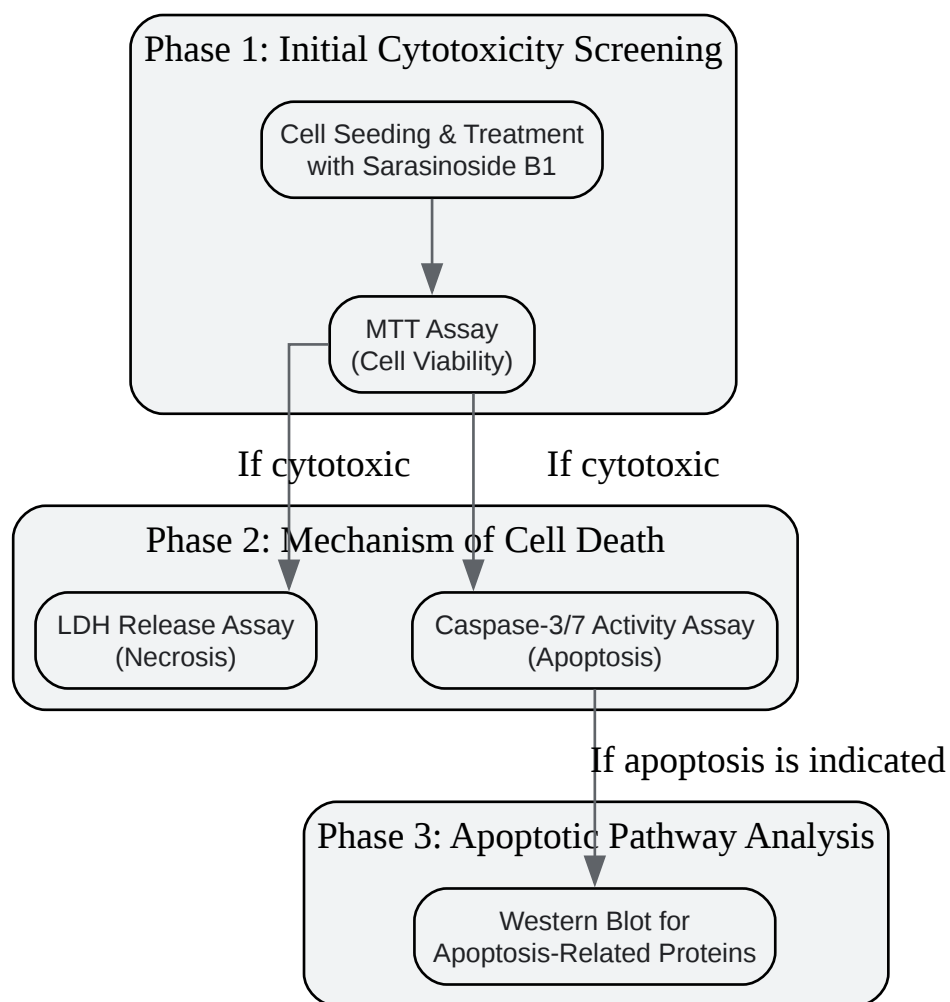 Phase 1: Initial Cytotoxicity Screening
Cell Seeding & Treatment
with Sarasinoside B1
MTT Assay
(Cell Viability)
If cytotoxic
If cytotoxic
Phase 2: Mechanism of Cell Death
LDH Release Assay
(Necrosis)
Caspase-3/7 Activity Assay
(Apoptosis)
If apoptosis is indicated
Phase 3: Apoptotic Pathway Analysis
Western Blot for
Apoptosis-Related Proteins